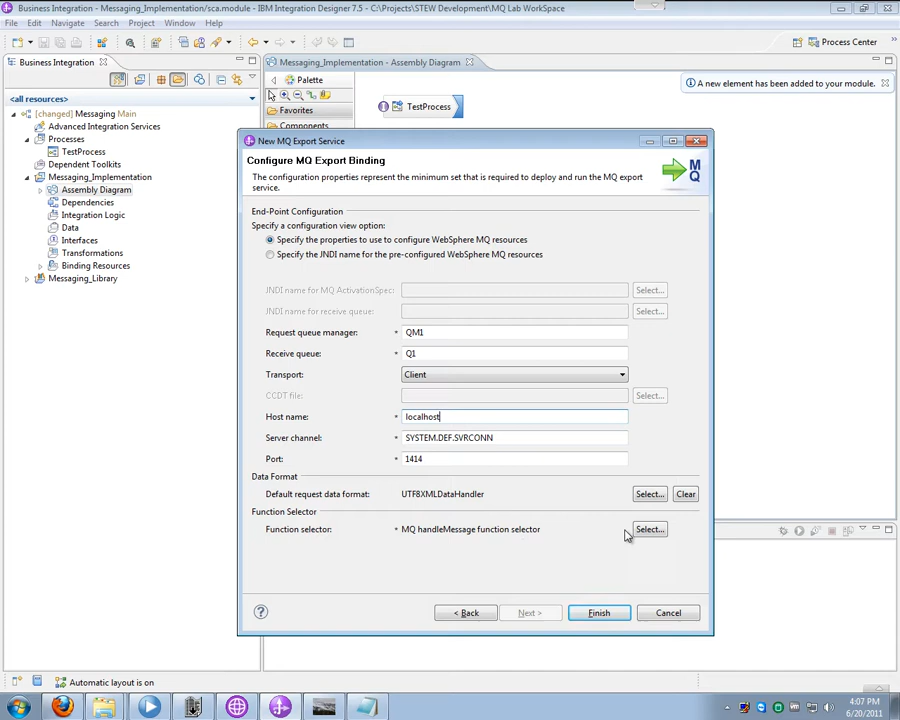 Business Integration - Messaging_Implementation/sca.module - IBM Integration Designer 7.5 - C:\Projects\STEW Development\MQ Lab WorkSpace
File Edit Navigate Search Project Window Help
Process Center
Business Integration
Messaging_Implementation - Assembly Diagram
<all resources>
Palette
A new element has been added to your module.
Favorites
Components
TestProcess
[changed] Messaging Main
Advanced Integration Services
Processes
TestProcess
Dependent Toolkits
Messaging_Implementation
Assembly Diagram
Dependencies
Integration Logic
Data
Interfaces
Transformations
Binding Resources
Messaging_Library
New MQ Export Service
Configure MQ Export Binding
The configuration properties represent the minimum set that is required to deploy and run the MQ export
service.
MQ
End-Point Configuration
Specify a configuration view option:
Specify the properties to use to configure WebSphere MQ resources
Specify the JNDI name for the pre-configured WebSphere MQ resources
JNDI name for MQ ActivationSpec: Select...
JNDI name for receive queue: Select...
Request queue manager: * QM1
Receive queue: * Q1
Transport: * Client
CCDT file: Select...
Host name: * localhost
Server channel: * SYSTEM.DEF.SVRCONN
Port: * 1414
Data Format
Default request data format: UTF8XMLDataHandler Select... Clear
Function Selector
Function selector: * MQ handleMessage function selector Select...
< Back Next > Finish Cancel
Automatic layout is on
4:07 PM
6/20/2011